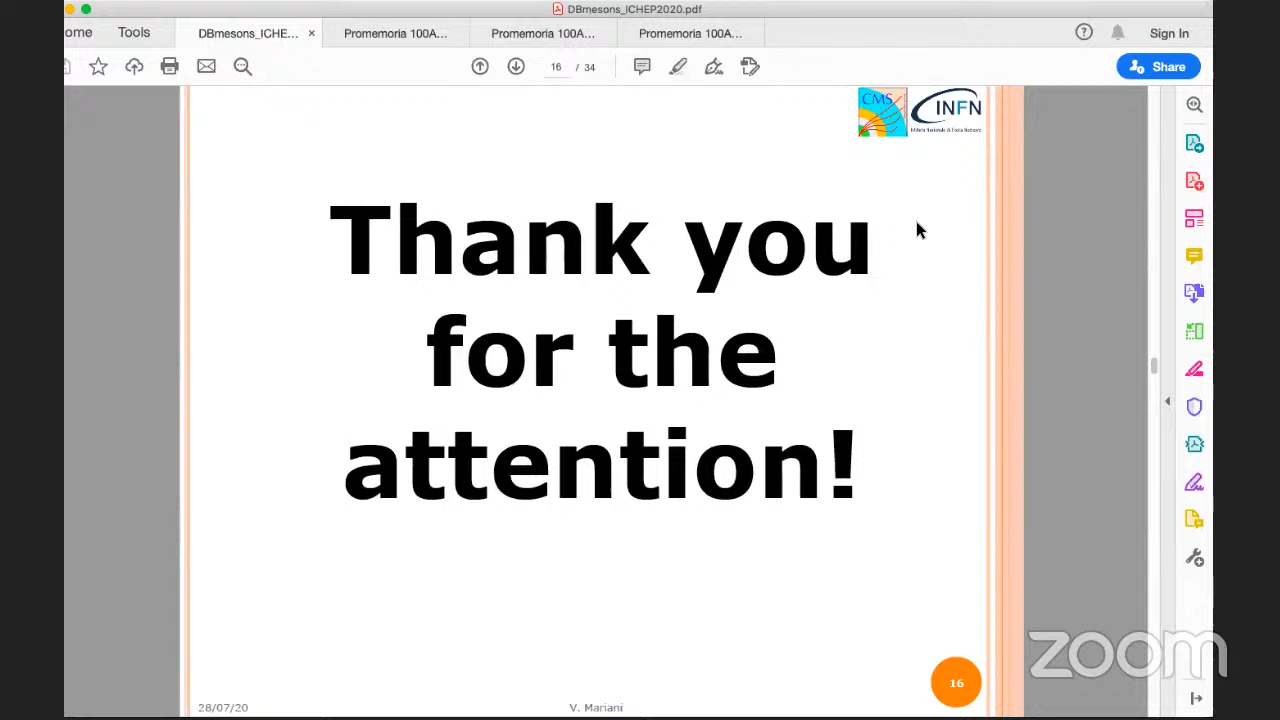 DBmesons_ICHEP2020.pdf
ome
Tools
DBmesons_ICHE...
Promemoria 100A...
Promemoria 100A...
Promemoria 100A...
Sign In
16 / 34
Share
CMS
INFN
Thank you
for the
attention!
16
28/07/20
V. Mariani
zoom